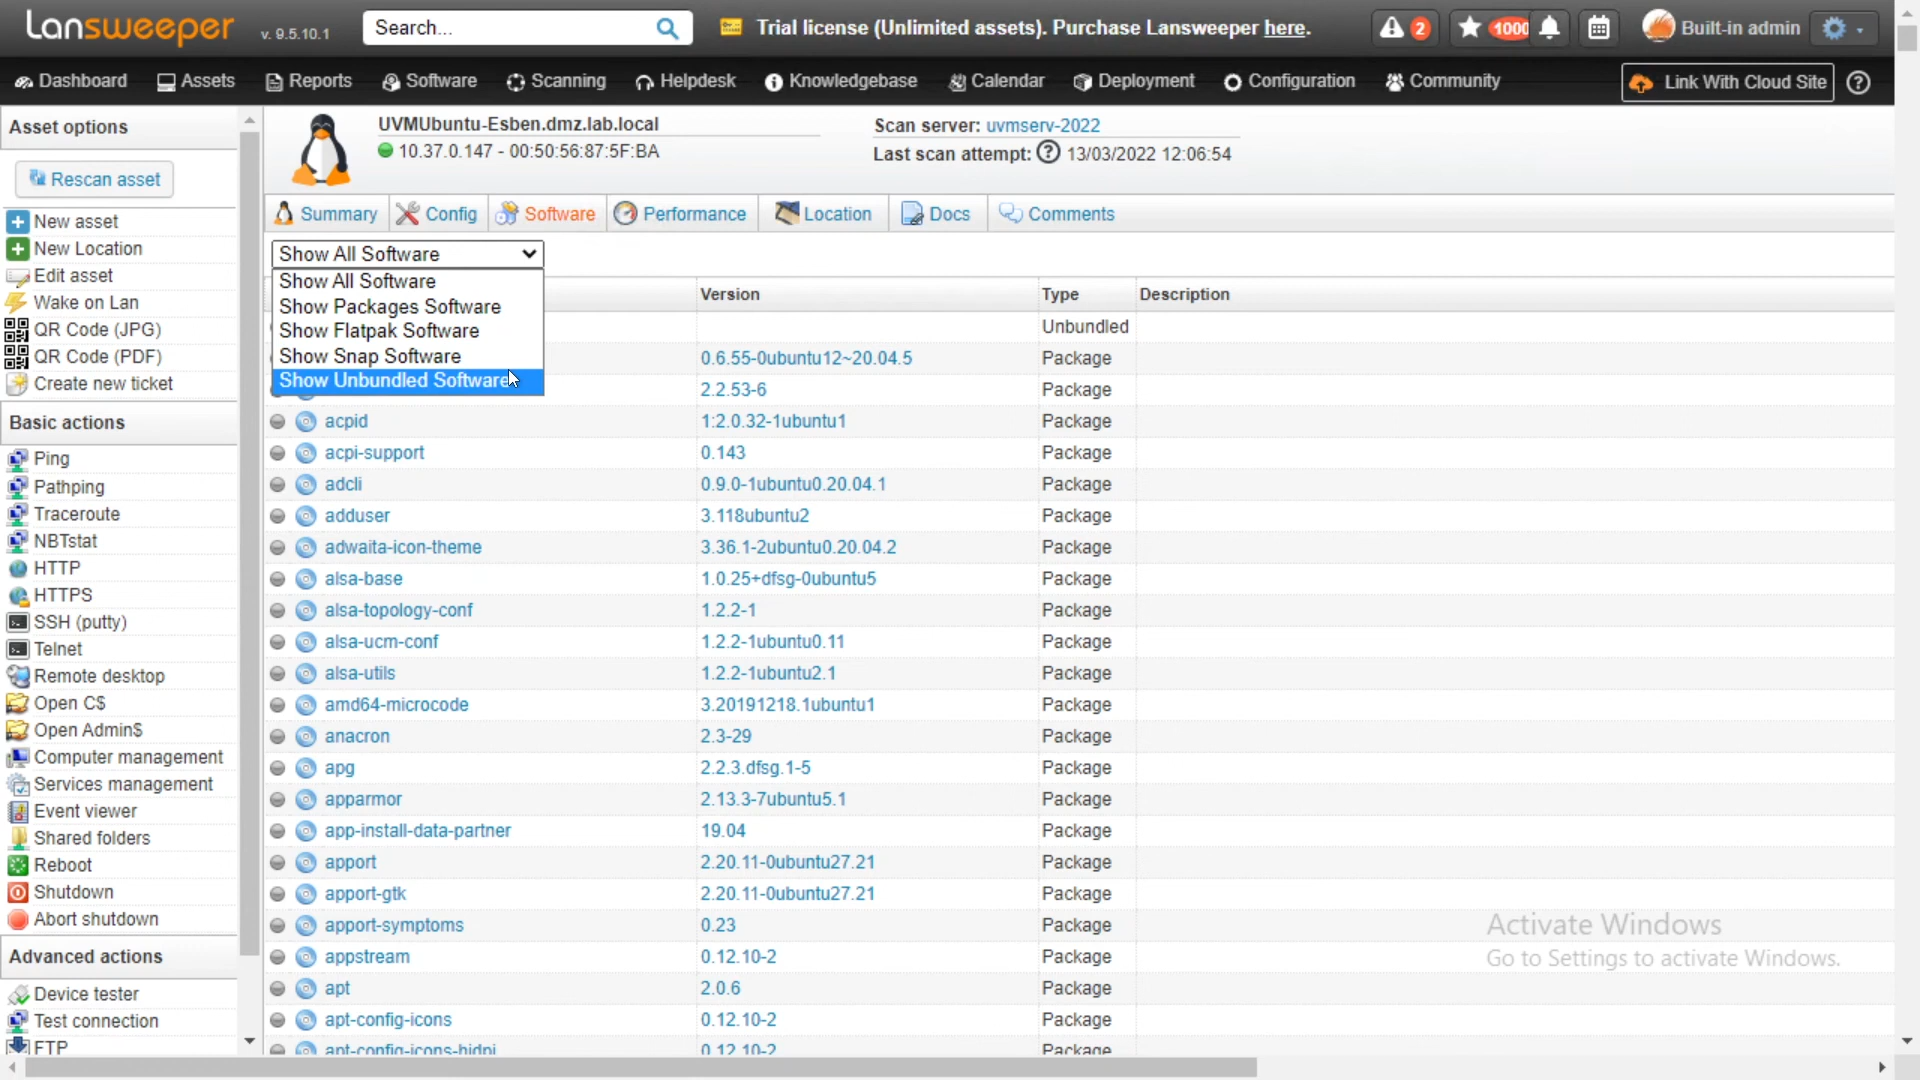 Lansweeper v. 9.5.10.1 Search... Trial license (Unlimited assets). Purchase Lansweeper here. 2 1000 Built-in admin
Dashboard Assets Reports Software Scanning Helpdesk Knowledgebase Calendar Deployment Configuration Community Link With Cloud Site
Asset options
Rescan asset
New asset
New Location
Edit asset
Wake on Lan
QR Code (JPG)
QR Code (PDF)
Create new ticket
Basic actions
Ping
Pathping
Traceroute
NBTstat
HTTP
HTTPS
SSH (putty)
Telnet
Remote desktop
Open C$
Open Admin$
Computer management
Services management
Event viewer
Shared folders
Reboot
Shutdown
Abort shutdown
Advanced actions
Device tester
Test connection
FTP
UVMUbuntu-Esben.dmz.lab.local
10.37.0.147 - 00:50:56:87:5F:BA
Scan server: uvmserv-2022
Last scan attempt: 13/03/2022 12:06:54
Summary Config Software Performance Location Docs Comments
Show All Software
Show All Software
Show Packages Software
Show Flatpak Software
Show Snap Software
Show Unbundled Software
Version Type Description
Unbundled
0.6.55-0ubuntu12~20.04.5 Package
2.2.53-6 Package
acpid 1:2.0.32-1ubuntu1 Package
acpi-support 0.143 Package
adcli 0.9.0-1ubuntu0.20.04.1 Package
adduser 3.118ubuntu2 Package
adwaita-icon-theme 3.36.1-2ubuntu0.20.04.2 Package
alsa-base 1.0.25+dfsg-0ubuntu5 Package
alsa-topology-conf 1.2.2-1 Package
alsa-ucm-conf 1.2.2-1ubuntu0.11 Package
alsa-utils 1.2.2-1ubuntu2.1 Package
amd64-microcode 3.20191218.1ubuntu1 Package
anacron 2.3-29 Package
apg 2.2.3.dfsg.1-5 Package
apparmor 2.13.3-7ubuntu5.1 Package
app-install-data-partner 19.04 Package
apport 2.20.11-0ubuntu27.21 Package
apport-gtk 2.20.11-0ubuntu27.21 Package
apport-symptoms 0.23 Package
appstream 0.12.10-2 Package
apt 2.0.6 Package
apt-config-icons 0.12.10-2 Package
apt-config-icons-hidpi 0.12.10-2 Package
Activate Windows
Go to Settings to activate Windows.